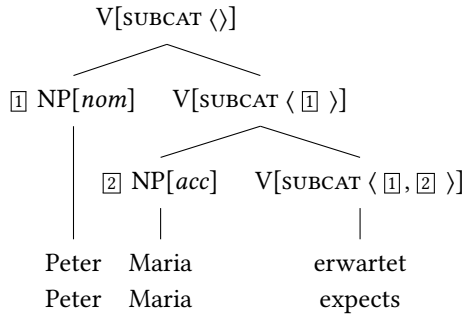 V[SUBCAT ⟨⟩]
1 NP[nom] V[SUBCAT ⟨ 1 ⟩]
2 NP[acc] V[SUBCAT ⟨ 1 , 2 ⟩]
Peter Maria erwartet
Peter Maria expects